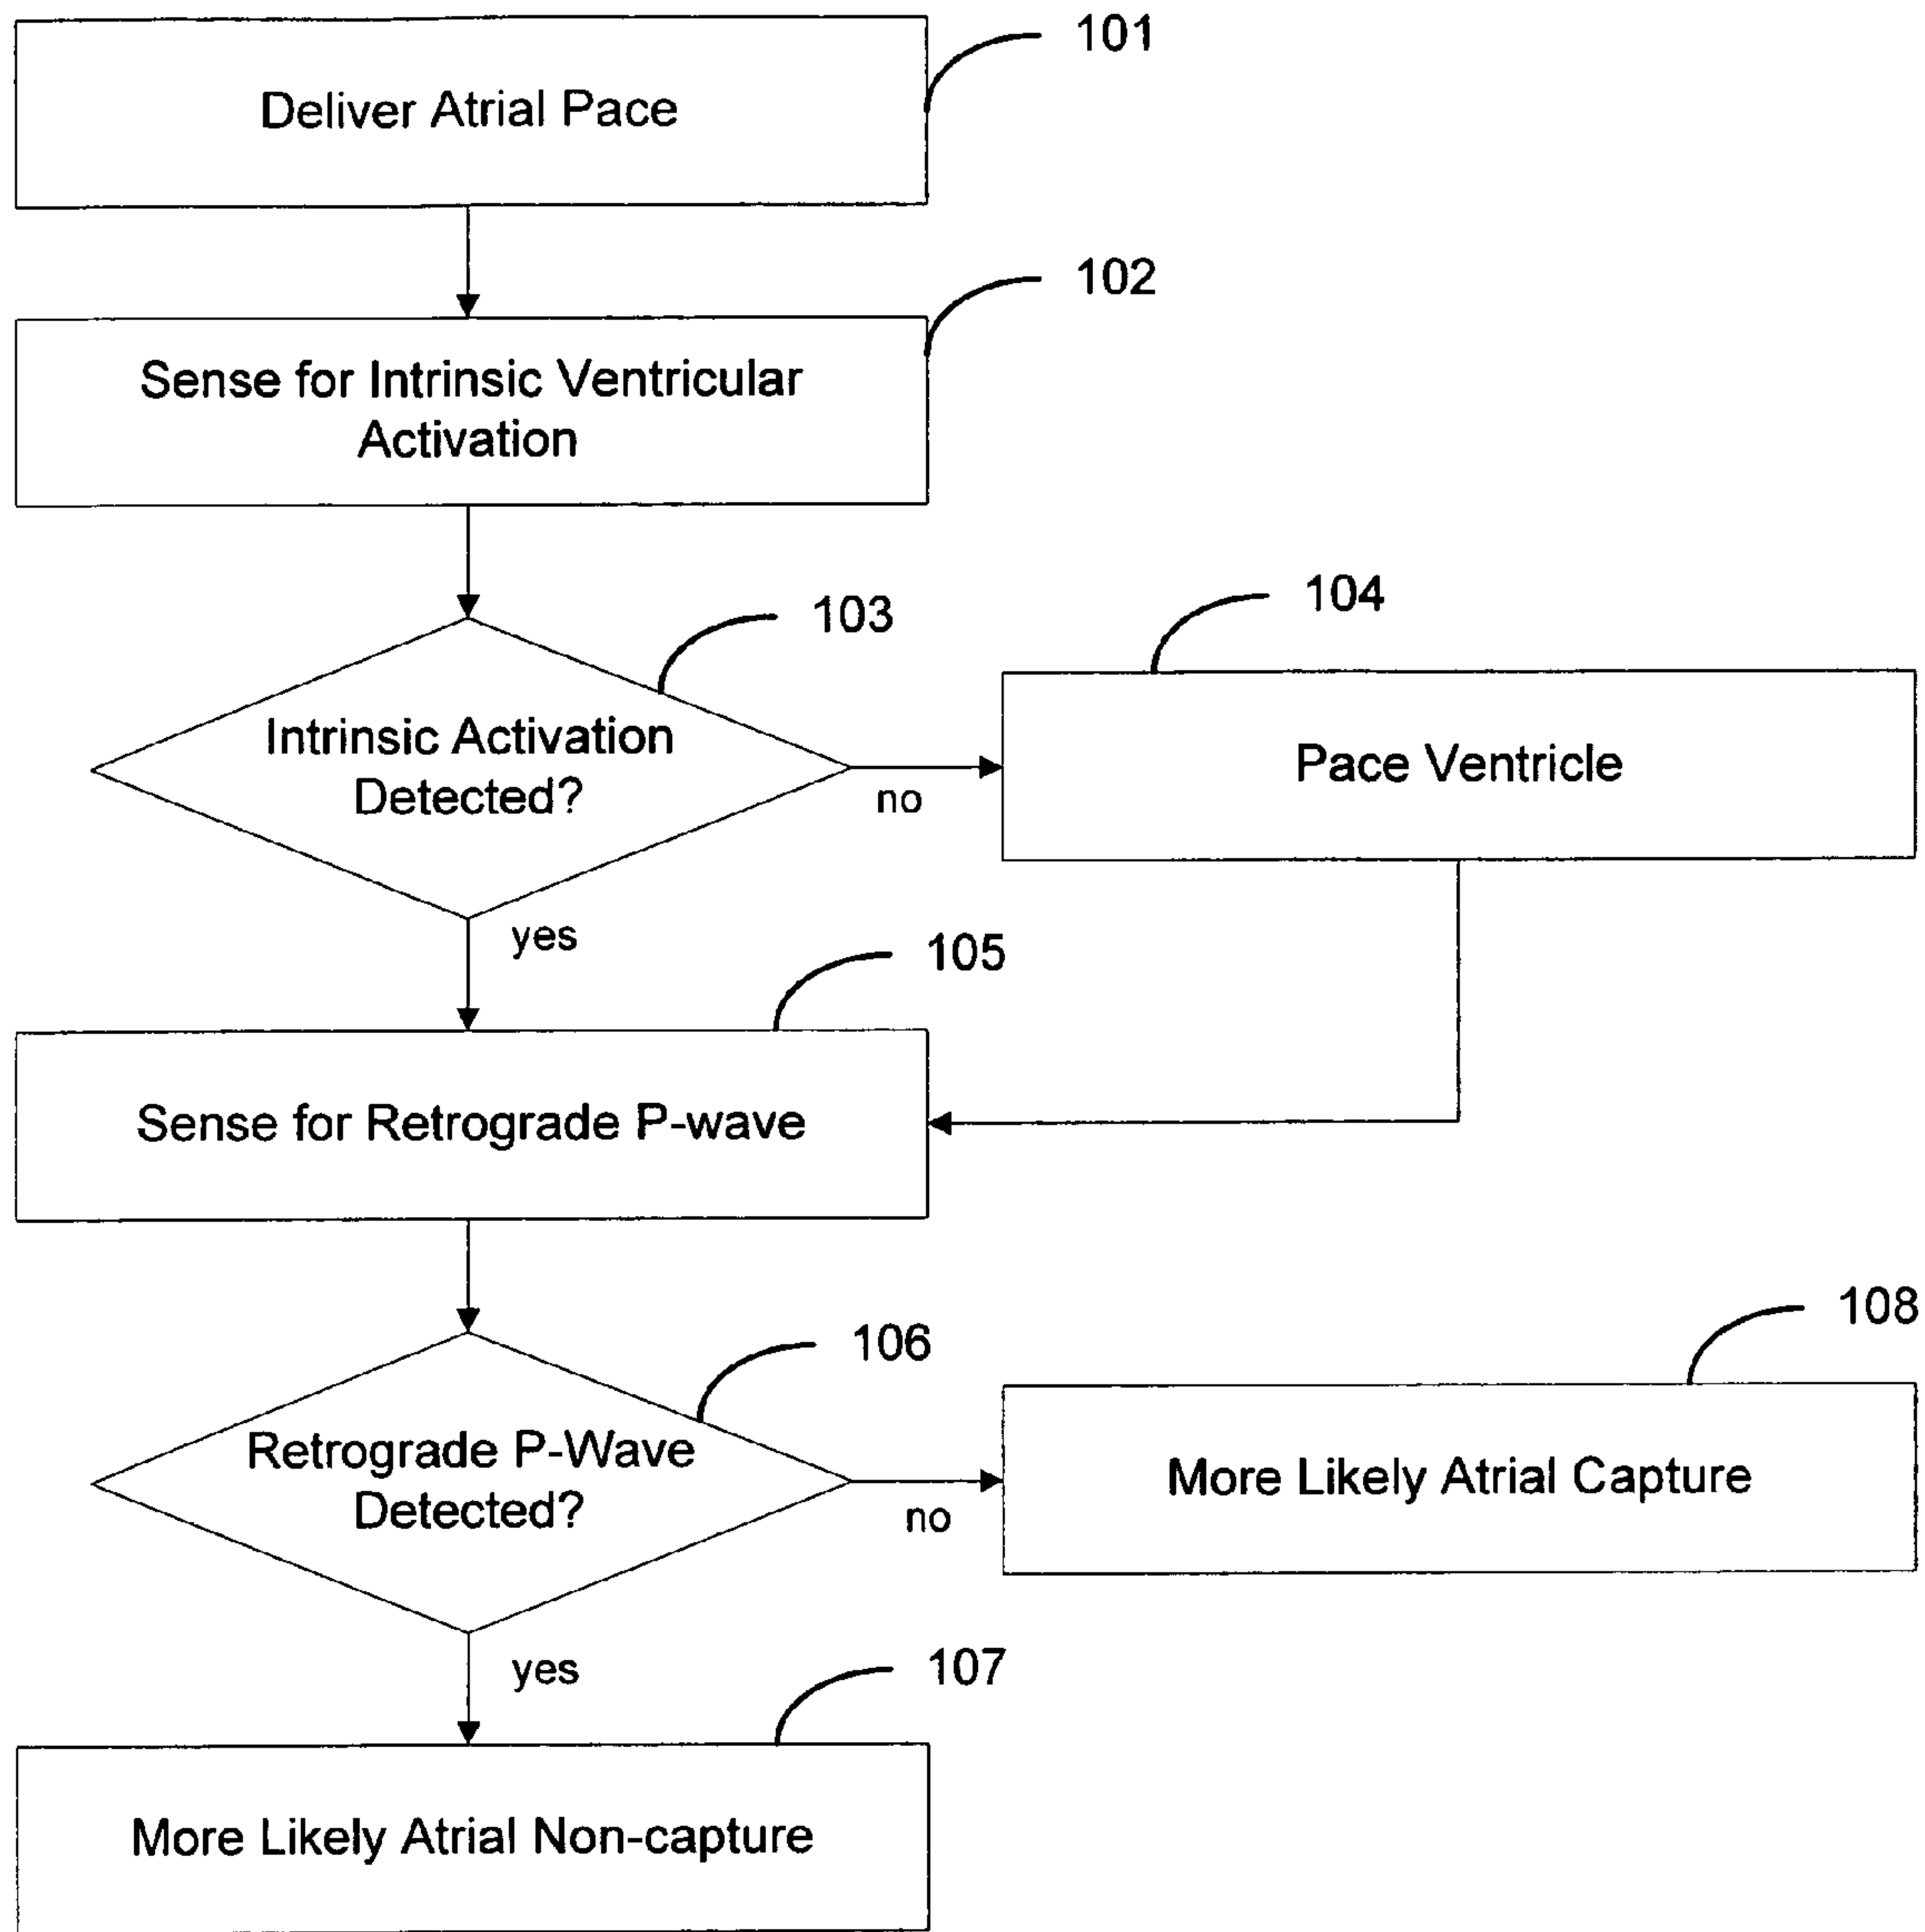 101
Deliver Atrial Pace
102
Sense for Intrinsic Ventricular
Activation
103
104
Intrinsic Activation
Detected?
no
Pace Ventricle
yes
105
Sense for Retrograde P-wave
106
108
Retrograde P-Wave
Detected?
no
More Likely Atrial Capture
yes
107
More Likely Atrial Non-capture